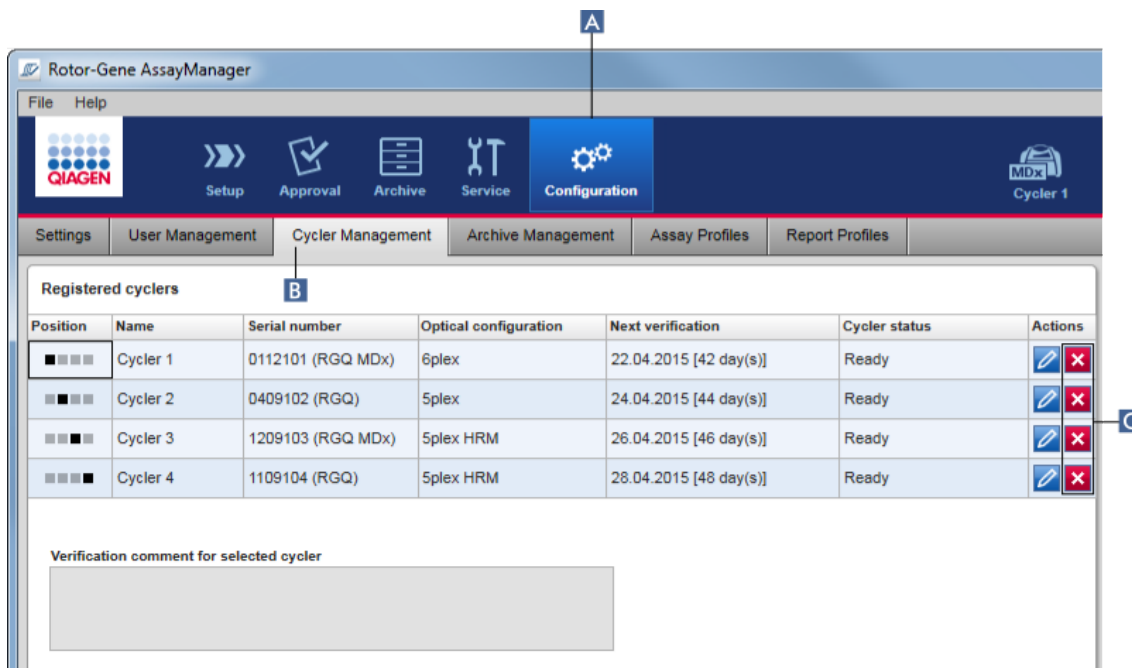 A
Rotor-Gene AssayManager
File Help
QIAGEN
Setup Approval Archive Service Configuration
MDx
Cycler 1
Settings User Management Cycler Management Archive Management Assay Profiles Report Profiles
B
Registered cyclers
Position Name Serial number Optical configuration Next verification Cycler status Actions
Cycler 1 0112101 (RGQ MDx) 6plex 22.04.2015 [42 day(s)] Ready
Cycler 2 0409102 (RGQ) 5plex 24.04.2015 [44 day(s)] Ready
C
Cycler 3 1209103 (RGQ MDx) 5plex HRM 26.04.2015 [46 day(s)] Ready
Cycler 4 1109104 (RGQ) 5plex HRM 28.04.2015 [48 day(s)] Ready
Verification comment for selected cycler